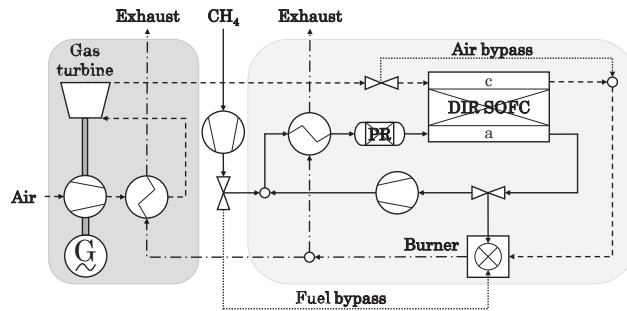 Exhaust
CH₄
Exhaust
Gas
turbine
Air bypass
c
DIR SOFC
PR
a
Air
G
Burner
Fuel bypass